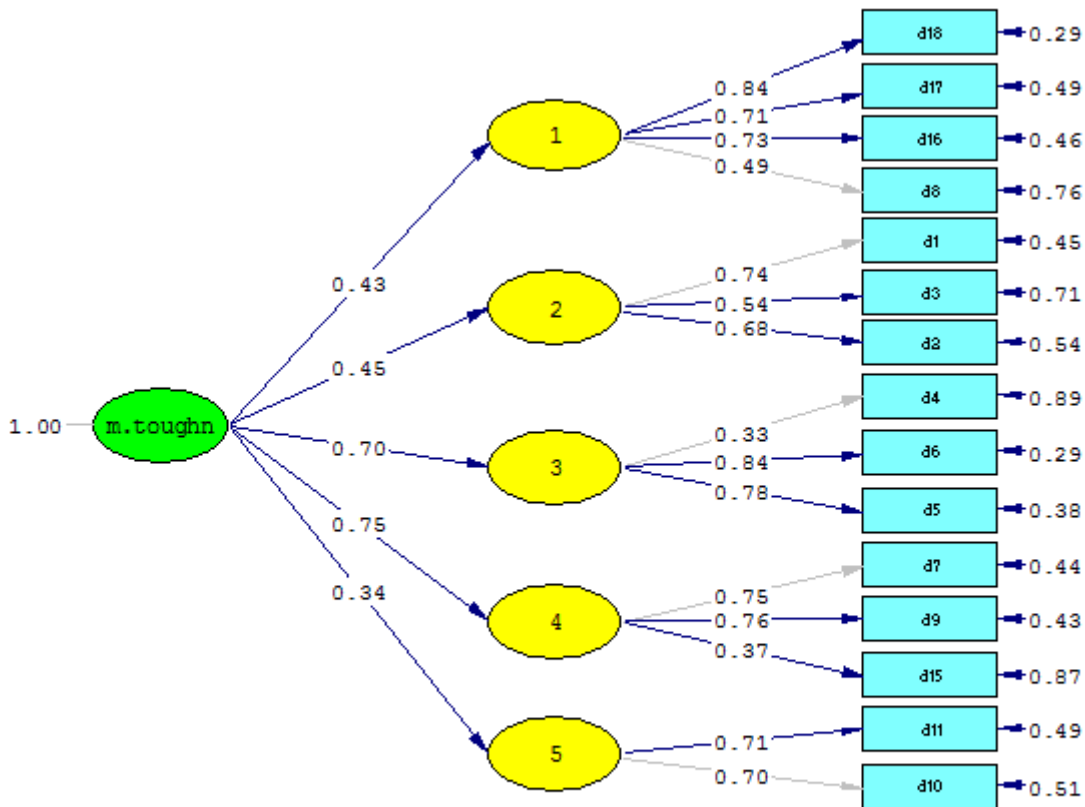 d18 0.29
0.84
d17 0.49
0.71
1
0.73 d16 0.46
0.49
d8 0.76
d1 0.45
0.74
0.43
d3 0.71
2 0.54
0.68
d2 0.54
0.45
d4 0.89
1.00 m.toughn
0.33
0.70
d6 0.29
3 0.84
0.78
d5 0.38
0.75
d7 0.44
0.34
0.75
4 0.76 d9 0.43
0.37
d15 0.87
d11 0.49
0.71
5
0.70
d10 0.51